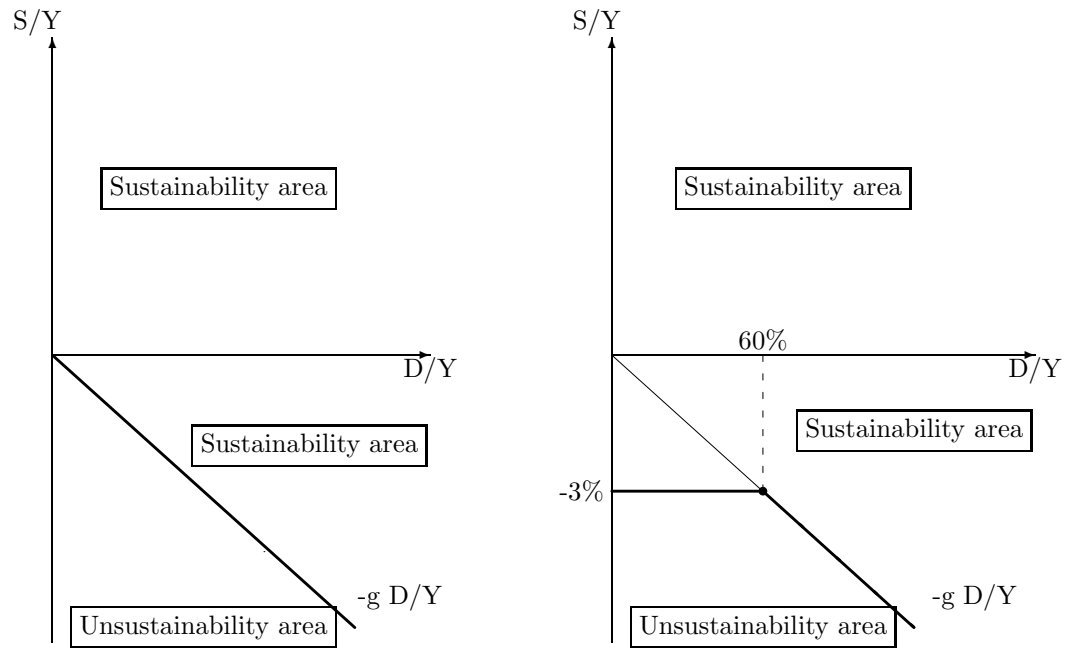 S/Y
Sustainability area
D/Y
Sustainability area
-g D/Y
Unsustainability area
S/Y
Sustainability area
60%
D/Y
Sustainability area
-3%
-g D/Y
Unsustainability area